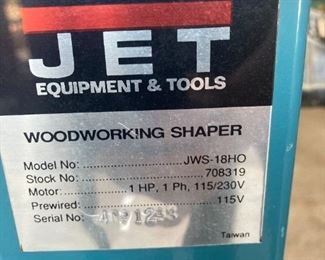 JET
EQUIPMENT & TOOLS
WOODWORKING SHAPER
Model No: JWS-18HO
Stock No: 708319
Motor: 1 HP, 1 Ph, 115/230V
Prewired: 115V
Serial No:
Taiwan